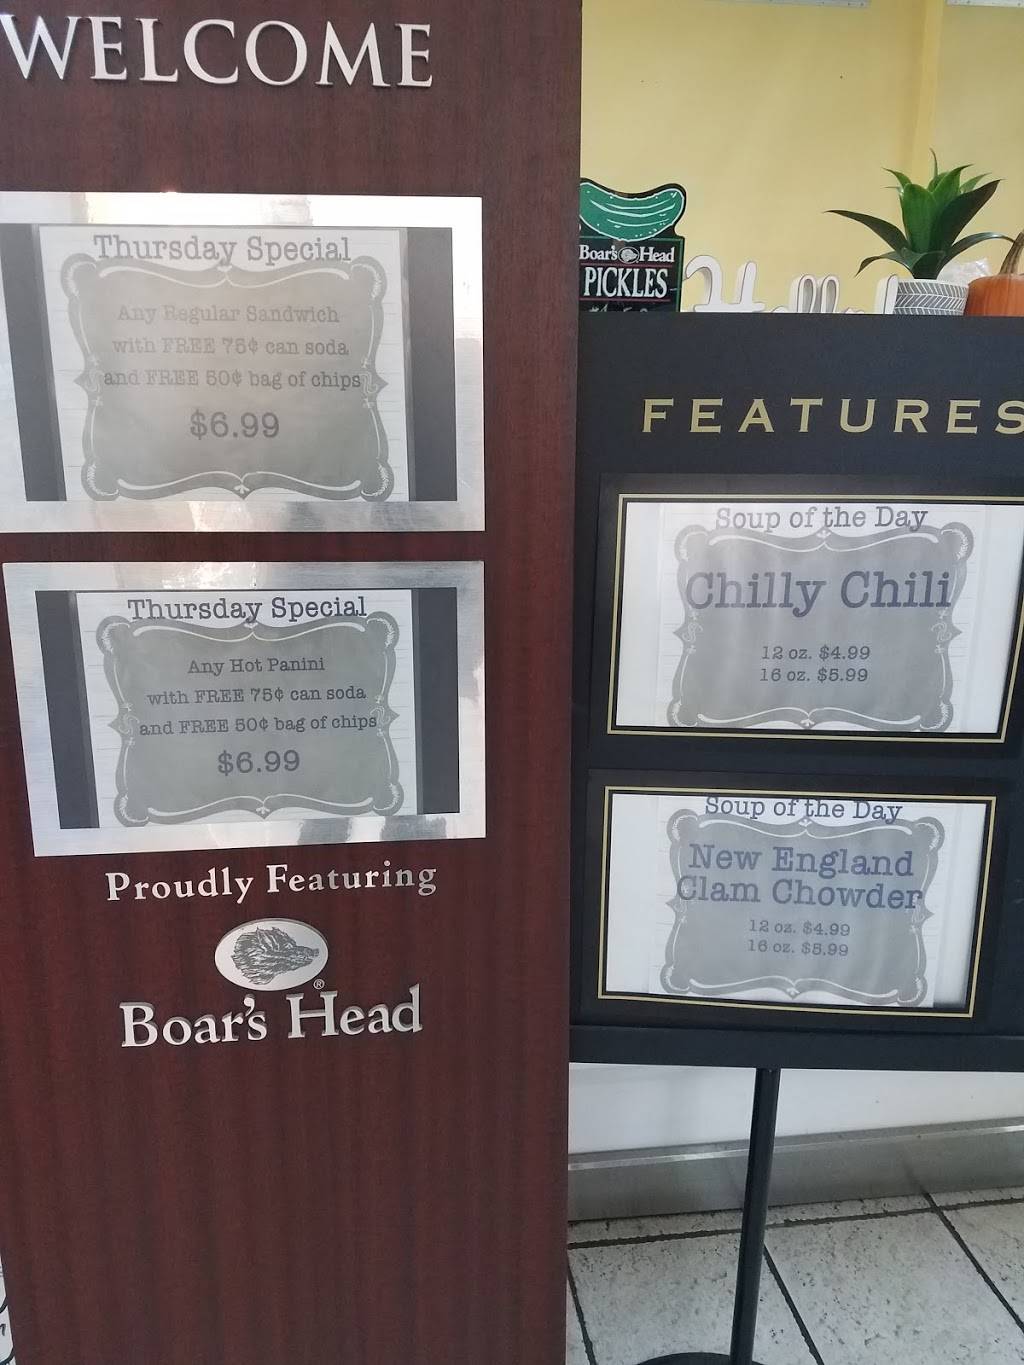 WELCOME
Thursday Special
Any Regular Sandwich
with FREE 75¢ can soda
and FREE 50¢ bag of chips
$6.99
Thursday Special
Any Hot Panini
with FREE 75¢ can soda
and FREE 50¢ bag of chips
$6.99
Proudly Featuring
Boar's Head
®
Boar's Head
PICKLES
FEATURES
Soup of the Day
Chilly Chili
12 oz. $4.99
16 oz. $5.99
Soup of the Day
New England
Clam Chowder
12 oz. $4.99
16 oz. $5.99